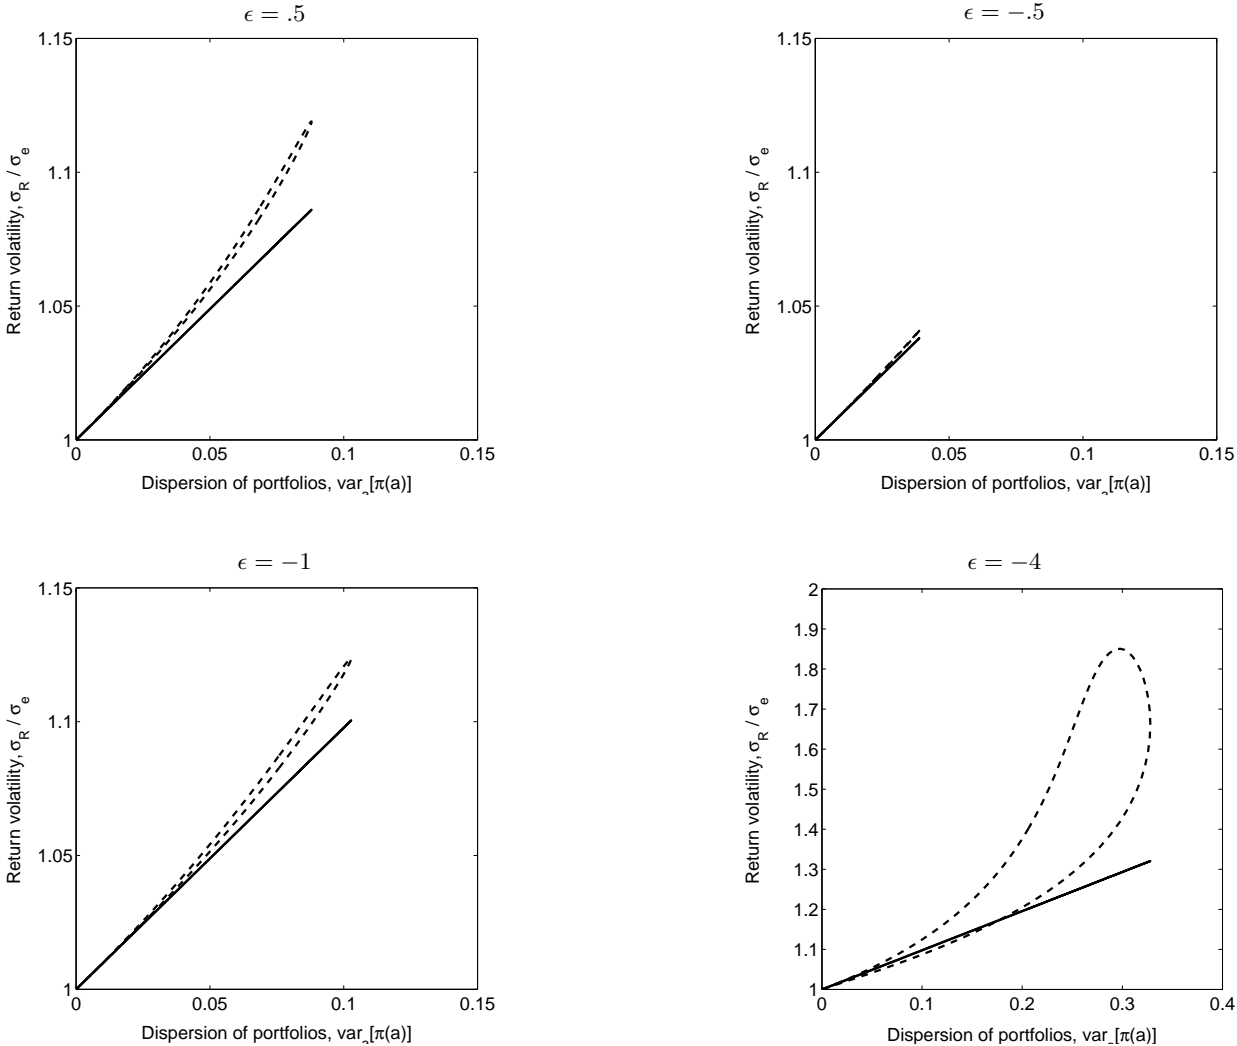 ϵ = .5
1.15
1.1
1.05
1
0 0.05 0.1 0.15
Return volatility, σ_R / σ_e
Dispersion of portfolios, var_a[π(a)]
ϵ = −.5
1.15
1.1
1.05
1
0 0.05 0.1 0.15
Return volatility, σ_R / σ_e
Dispersion of portfolios, var_a[π(a)]
ϵ = −1
1.15
1.1
1.05
1
0 0.05 0.1 0.15
Return volatility, σ_R / σ_e
Dispersion of portfolios, var_a[π(a)]
ϵ = −4
2
1.9
1.8
1.7
1.6
1.5
1.4
1.3
1.2
1.1
1
0 0.1 0.2 0.3 0.4
Return volatility, σ_R / σ_e
Dispersion of portfolios, var_a[π(a)]